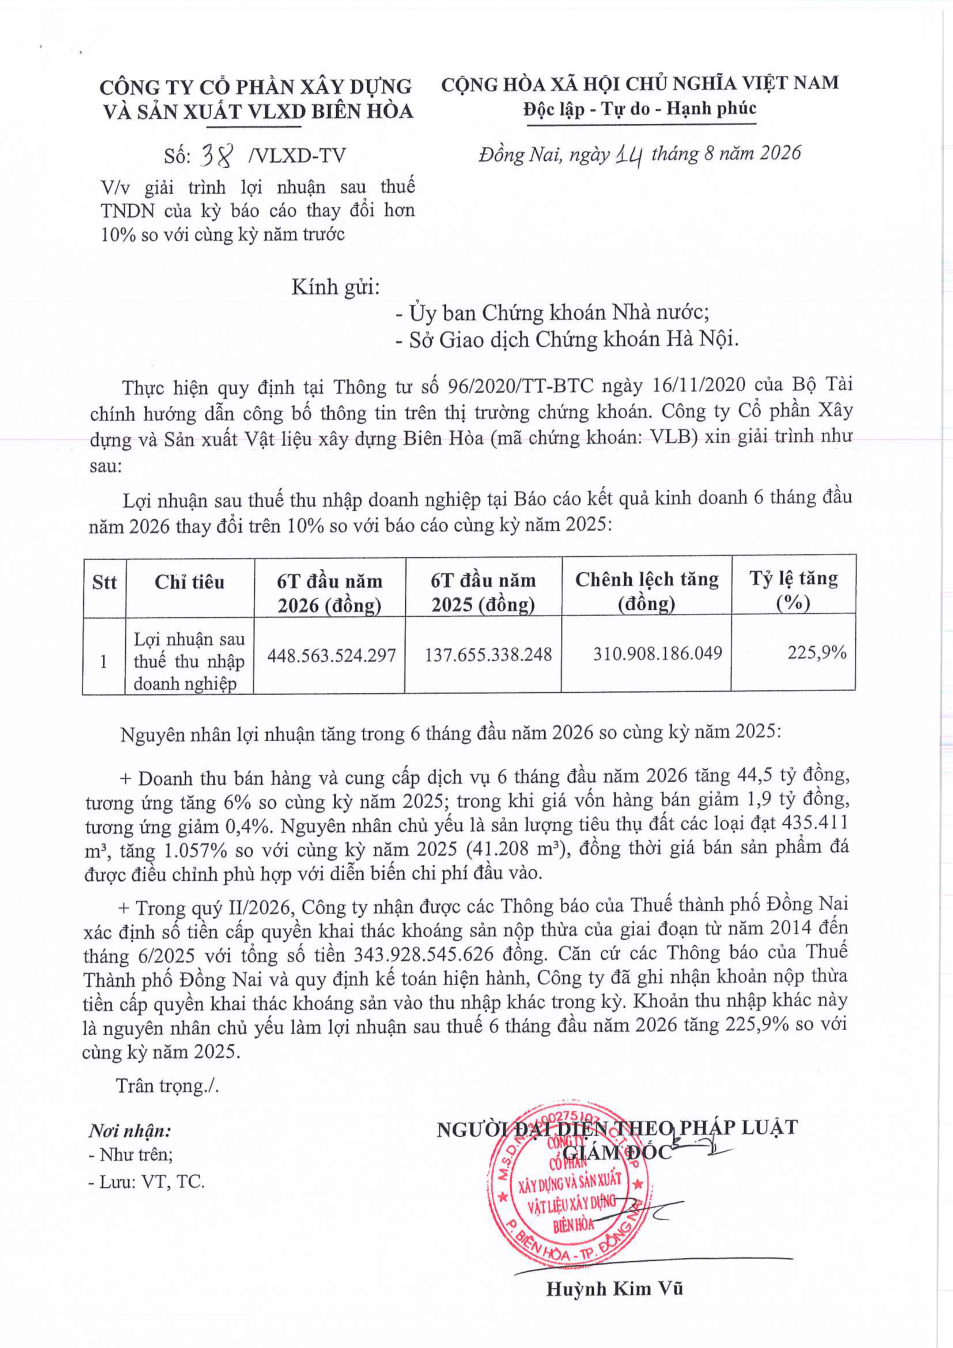 CÔNG TY CỔ PHẦN XÂY DỰNG
VÀ SẢN XUẤT VLXD BIÊN HÒA
CỘNG HÒA XÃ HỘI CHỦ NGHĨA VIỆT NAM
Độc lập - Tự do - Hạnh phúc
Số: 38 /VLXD-TV
Đồng Nai, ngày 14 tháng 8 năm 2026
V/v giải trình lợi nhuận sau thuế
TNDN của kỳ báo cáo thay đổi hơn
10% so với cùng kỳ năm trước
Kính gửi:
- Ủy ban Chứng khoán Nhà nước;
- Sở Giao dịch Chứng khoán Hà Nội.
Thực hiện quy định tại Thông tư số 96/2020/TT-BTC ngày 16/11/2020 của Bộ Tài
chính hướng dẫn công bố thông tin trên thị trường chứng khoán. Công ty Cổ phần Xây
dựng và Sản xuất Vật liệu xây dựng Biên Hòa (mã chứng khoán: VLB) xin giải trình như
sau:
Lợi nhuận sau thuế thu nhập doanh nghiệp tại Báo cáo kết quả kinh doanh 6 tháng đầu
năm 2026 thay đổi trên 10% so với báo cáo cùng kỳ năm 2025:
Stt Chỉ tiêu 6T đầu năm 2026 (đồng) 6T đầu năm 2025 (đồng) Chênh lệch tăng (đồng) Tỷ lệ tăng (%)
1 Lợi nhuận sau thuế thu nhập doanh nghiệp 448.563.524.297 137.655.338.248 310.908.186.049 225,9%
Nguyên nhân lợi nhuận tăng trong 6 tháng đầu năm 2026 so cùng kỳ năm 2025:
+ Doanh thu bán hàng và cung cấp dịch vụ 6 tháng đầu năm 2026 tăng 44,5 tỷ đồng,
tương ứng tăng 6% so cùng kỳ năm 2025; trong khi giá vốn hàng bán giảm 1,9 tỷ đồng,
tương ứng giảm 0,4%. Nguyên nhân chủ yếu là sản lượng tiêu thụ đất các loại đạt 435.411
m³, tăng 1.057% so với cùng kỳ năm 2025 (41.208 m³), đồng thời giá bán sản phẩm đá
được điều chỉnh phù hợp với diễn biến chi phí đầu vào.
+ Trong quý II/2026, Công ty nhận được các Thông báo của Thuế thành phố Đồng Nai
xác định số tiền cấp quyền khai thác khoáng sản nộp thừa của giai đoạn từ năm 2014 đến
tháng 6/2025 với tổng số tiền 343.928.545.626 đồng. Căn cứ các Thông báo của Thuế
Thành phố Đồng Nai và quy định kế toán hiện hành, Công ty đã ghi nhận khoản nộp thừa
tiền cấp quyền khai thác khoáng sản vào thu nhập khác trong kỳ. Khoản thu nhập khác này
là nguyên nhân chủ yếu làm lợi nhuận sau thuế 6 tháng đầu năm 2026 tăng 225,9% so với
cùng kỳ năm 2025.
Trân trọng./.
Nơi nhận:
- Như trên;
- Lưu: VT, TC.
NGƯỜI ĐẠI DIỆN THEO PHÁP LUẬT
GIÁM ĐỐC
CÔNG TY
CỔ PHẦN
XÂY DỰNG VÀ SẢN XUẤT
VẬT LIỆU XÂY DỰNG
BIÊN HÒA
P. BIÊN HÒA - TP. ĐỒNG NAI
Huỳnh Kim Vũ